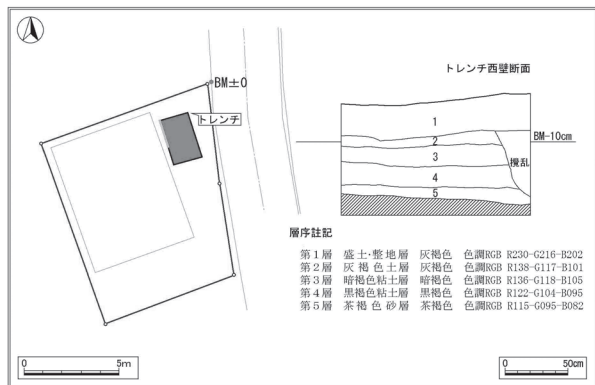 BM±0
トレンチ
トレンチ西壁断面
1
2
3
4
5
撹乱
BM-10cm
層序註記
第1層 盛土・整地層 灰褐色 色調RGB R230-G216-B202
第2層 灰褐色土層 灰褐色 色調RGB R138-G117-B101
第3層 暗褐色粘土層 暗褐色 色調RGB R136-G118-B105
第4層 黒褐色粘土層 黒褐色 色調RGB R122-G104-B095
第5層 茶褐色砂層 茶褐色 色調RGB R115-G095-B082
0 5m
0 50cm